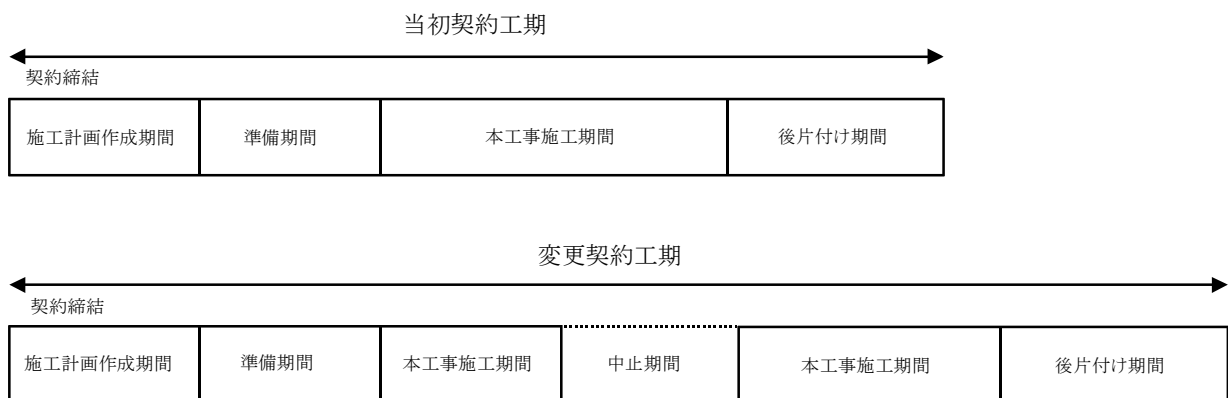 当初契約工期
契約締結
施工計画作成期間 準備期間 本工事施工期間 後片付け期間
変更契約工期
契約締結
施工計画作成期間 準備期間 本工事施工期間 中止期間 本工事施工期間 後片付け期間